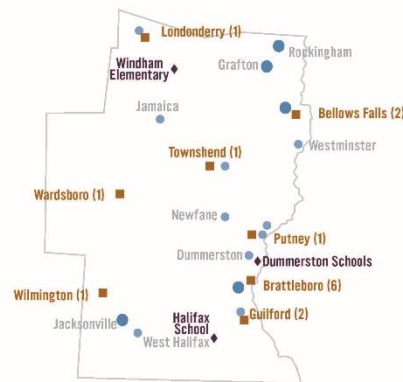 Londonderry (1)
Rockingham
Windham
Elementary
Grafton
Jamaica
Bellows Falls (2)
Westminster
Townshend (1)
Wardsboro (1)
Newfane
Putney (1)
Dummerston
Dummerston Schools
Wilmington (1)
Brattleboro (6)
Halifax
School
Guilford (2)
Jacksonville
West Halifax